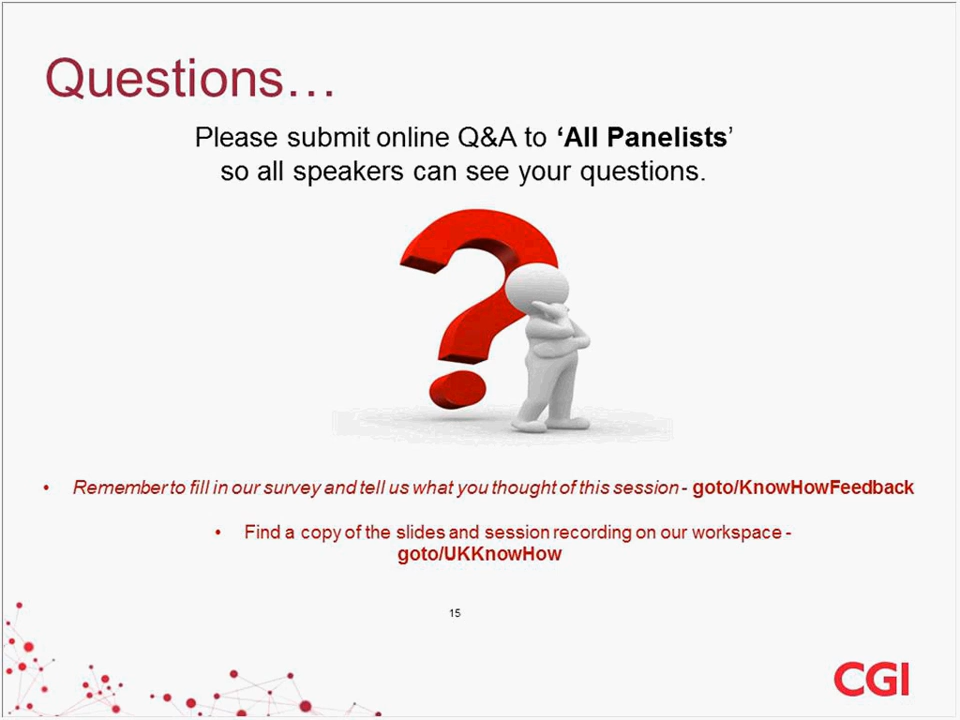 Questions…
Please submit online Q&A to ‘All Panelists’
so all speakers can see your questions.
• Remember to fill in our survey and tell us what you thought of this session - goto/KnowHowFeedback
• Find a copy of the slides and session recording on our workspace -
goto/UKKnowHow
15
CGI